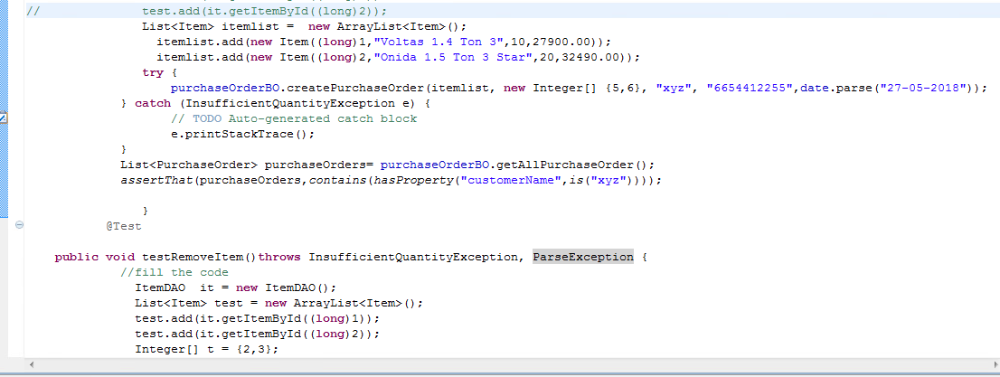 // test.add(it.getItemById((long)2));
List<Item> itemlist = new ArrayList<Item>();
itemlist.add(new Item((long)1,"Voltas 1.4 Ton 3",10,27900.00));
itemlist.add(new Item((long)2,"Onida 1.5 Ton 3 Star",20,32490.00));
try {
purchaseOrderBO.createPurchaseOrder(itemlist, new Integer[] {5,6}, "xyz", "6654412255",date.parse("27-05-2018"));
} catch (InsufficientQuantityException e) {
// TODO Auto-generated catch block
e.printStackTrace();
}
List<PurchaseOrder> purchaseOrders= purchaseOrderBO.getAllPurchaseOrder();
assertThat(purchaseOrders,contains(hasProperty("customerName",is("xyz"))));
}
@Test
public void testRemoveItem()throws InsufficientQuantityException, ParseException {
//fill the code
ItemDAO it = new ItemDAO();
List<Item> test = new ArrayList<Item>();
test.add(it.getItemById((long)1));
test.add(it.getItemById((long)2));
Integer[] t = {2,3};